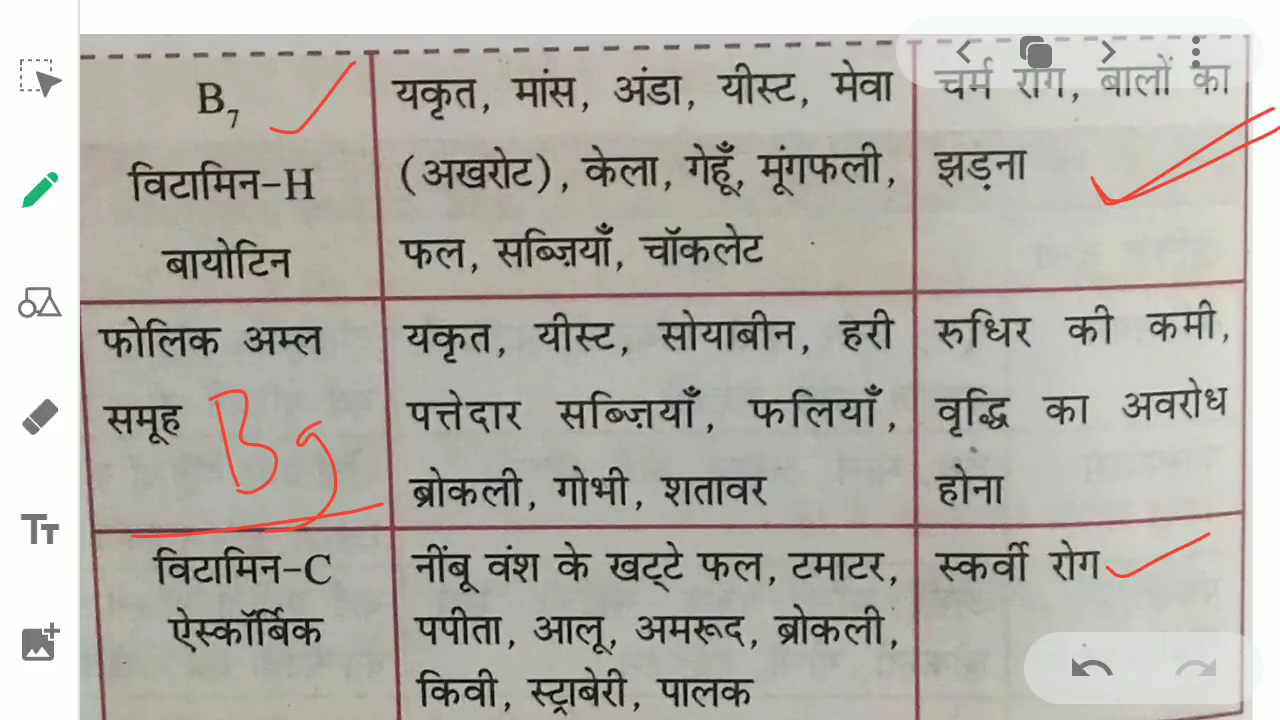 B₇
विटामिन-H
बायोटिन
यकृत, मांस, अंडा, यीस्ट, मेवा
(अखरोट), केला, गेहूँ, मूंगफली,
फल, सब्ज़ियाँ, चॉकलेट
चर्म रोग, बालों का
झड़ना
फोलिक अम्ल
समूह B9
यकृत, यीस्ट, सोयाबीन, हरी
पत्तेदार सब्ज़ियाँ, फलियाँ,
ब्रोकली, गोभी, शतावर
रुधिर की कमी,
वृद्धि का अवरोध
होना
विटामिन-C
ऐस्कॉर्बिक
नींबू वंश के खट्टे फल, टमाटर,
पपीता, आलू, अमरूद, ब्रोकली,
किवी, स्ट्राबेरी, पालक
स्कर्वी रोग
TT